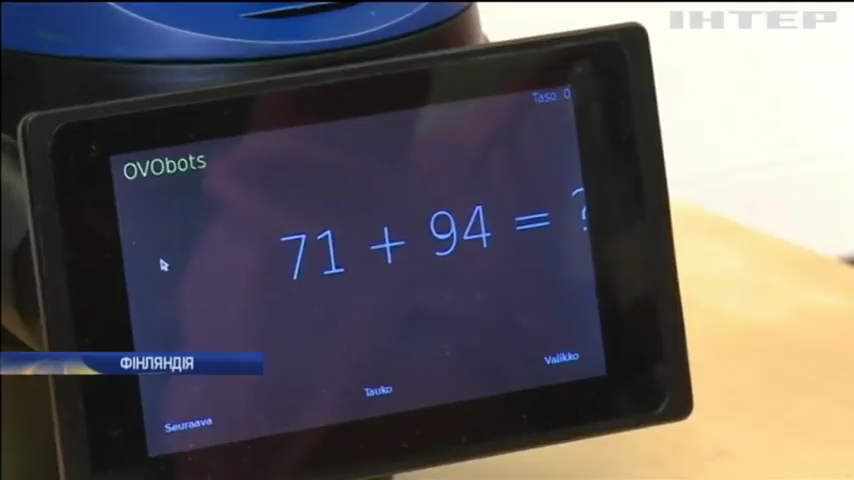 ІНТЕР
Taso 0
OVObots
71 + 94 = ?
ФІНЛЯНДІЯ
Valikko
Tauko
Seuraava